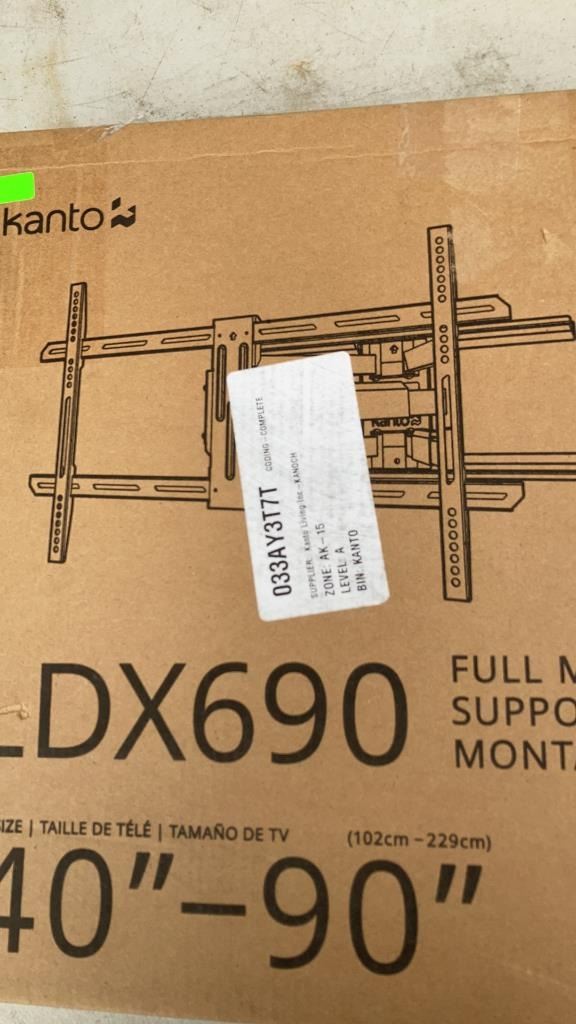 kanto
kanto
033AY3T7T CODING - COMPLETE
SUPPLIER: Kanto Living Inc - KANOCH
ZONE: AK-15
LEVEL: A
BIN: KANTO
LDX690
FULL M
SUPPO
MONTA
IZE | TAILLE DE TÉLÉ | TAMAÑO DE TV (102cm – 229cm)
40"–90"